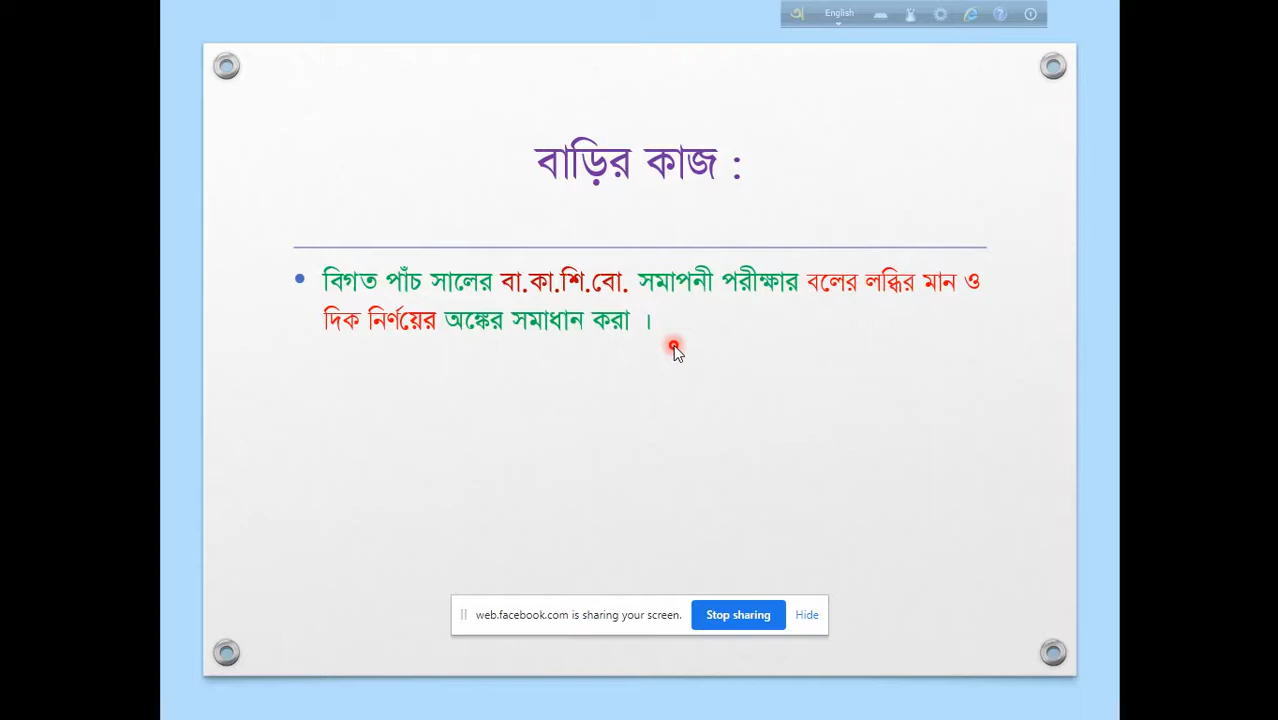 English
বাড়ির কাজ :
বিগত পাঁচ সালের বা.কা.শি.বো. সমাপনী পরীক্ষার বলের লব্ধির মান ও
দিক নির্ণয়ের অঙ্কের সমাধান করা ।
web.facebook.com is sharing your screen. Stop sharing Hide